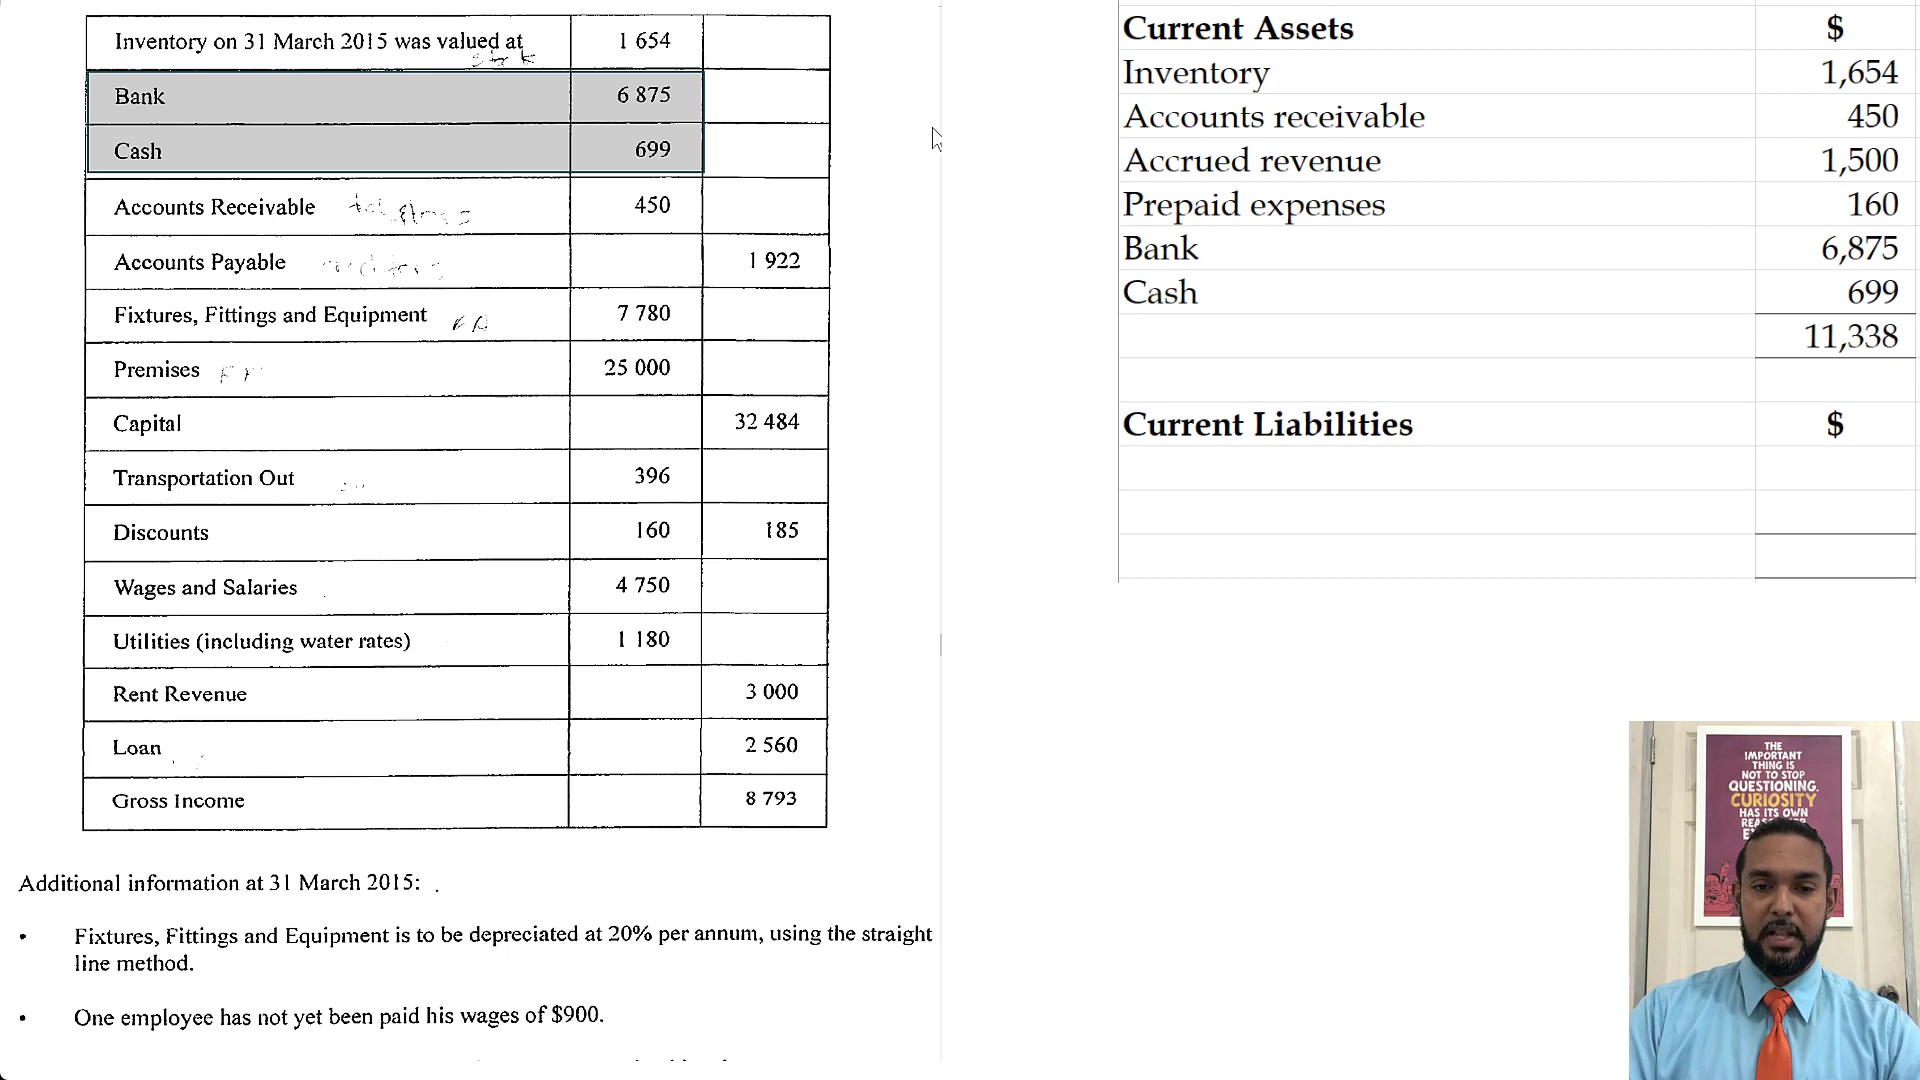 Inventory on 31 March 2015 was valued at 1 654
Bank 6 875
Cash 699
Accounts Receivable 450
Accounts Payable 1 922
Fixtures, Fittings and Equipment 7 780
Premises 25 000
Capital 32 484
Transportation Out 396
Discounts 160 185
Wages and Salaries 4 750
Utilities (including water rates) 1 180
Rent Revenue 3 000
Loan 2 560
Gross Income 8 793
Additional information at 31 March 2015:
• Fixtures, Fittings and Equipment is to be depreciated at 20% per annum, using the straight
line method.
• One employee has not yet been paid his wages of $900.
Current Assets $
Inventory 1,654
Accounts receivable 450
Accrued revenue 1,500
Prepaid expenses 160
Bank 6,875
Cash 699
11,338
Current Liabilities $
THE
IMPORTANT
THING IS
NOT TO STOP
QUESTIONING.
CURIOSITY
HAS ITS OWN